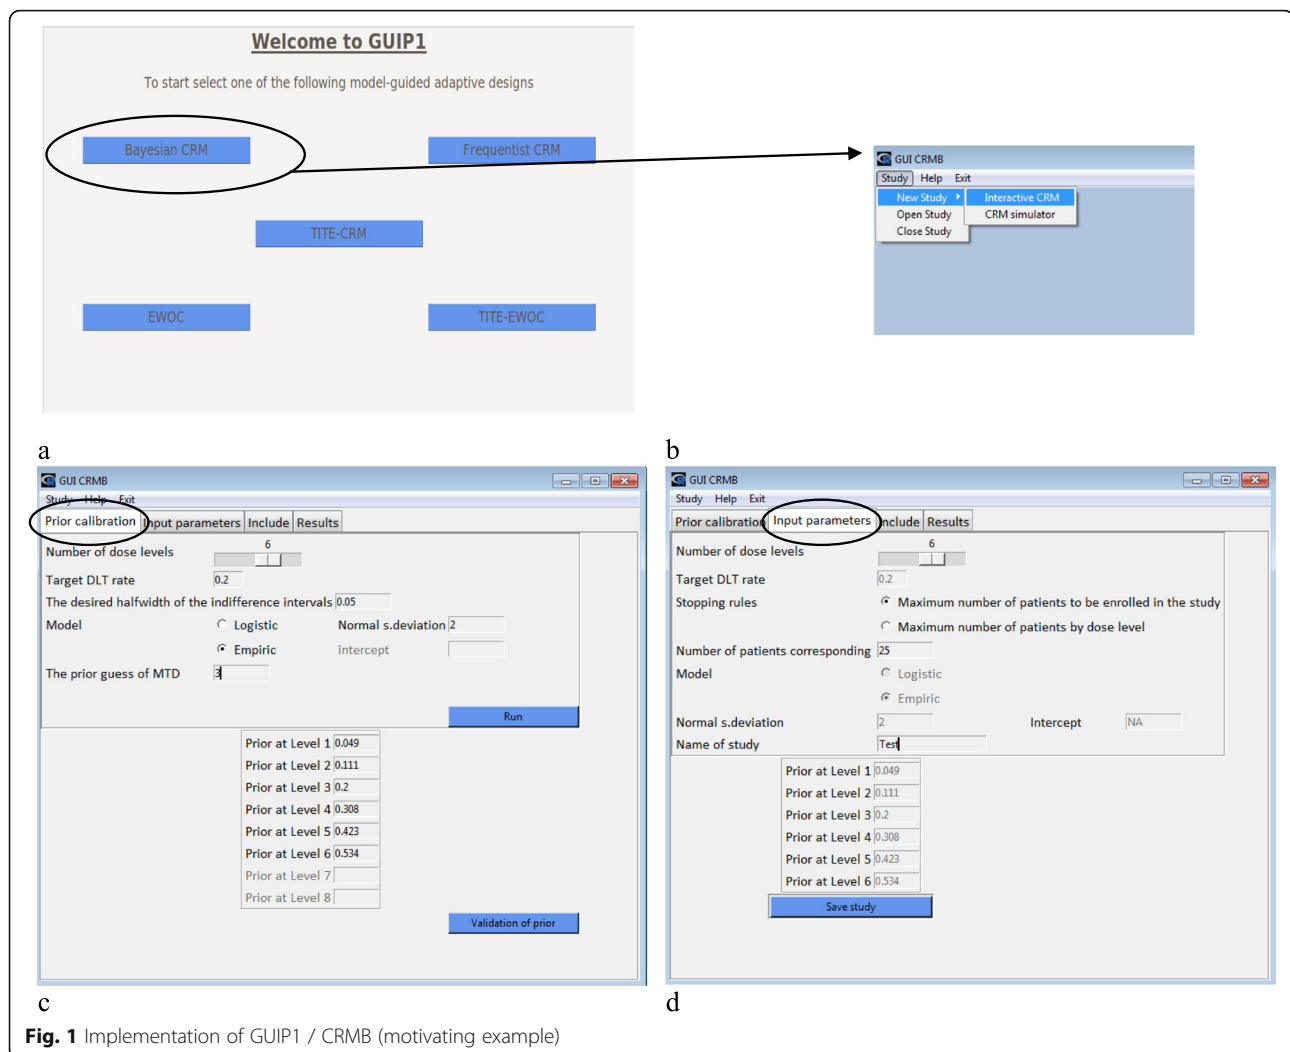 Welcome to GUIP1
To start select one of the following model-guided adaptive designs
Bayesian CRM
Frequentist CRM
TITE-CRM
EWOC
TITE-EWOC
a
GUI CRMB
Study Help Exit
New Study
Interactive CRM
Open Study
CRM simulator
Close Study
b
GUI CRMB
Study Help Exit
Prior calibration Input parameters Include Results
Number of dose levels 6
Target DLT rate 0.2
The desired halfwidth of the indifference intervals 0.05
Model Logistic Normal s.deviation 2
Empiric intercept
The prior guess of MTD 3
Run
Prior at Level 1 0.049
Prior at Level 2 0.111
Prior at Level 3 0.2
Prior at Level 4 0.308
Prior at Level 5 0.423
Prior at Level 6 0.534
Prior at Level 7
Prior at Level 8
Validation of prior
c
GUI CRMB
Study Help Exit
Prior calibration Input parameters Include Results
Number of dose levels 6
Target DLT rate 0.2
Stopping rules Maximum number of patients to be enrolled in the study
Maximum number of patients by dose level
Number of patients corresponding 25
Model Logistic
Empiric
Normal s.deviation 2 Intercept NA
Name of study Test
Prior at Level 1 0.049
Prior at Level 2 0.111
Prior at Level 3 0.2
Prior at Level 4 0.308
Prior at Level 5 0.423
Prior at Level 6 0.534
Save study
d
Fig. 1 Implementation of GUIP1 / CRMB (motivating example)